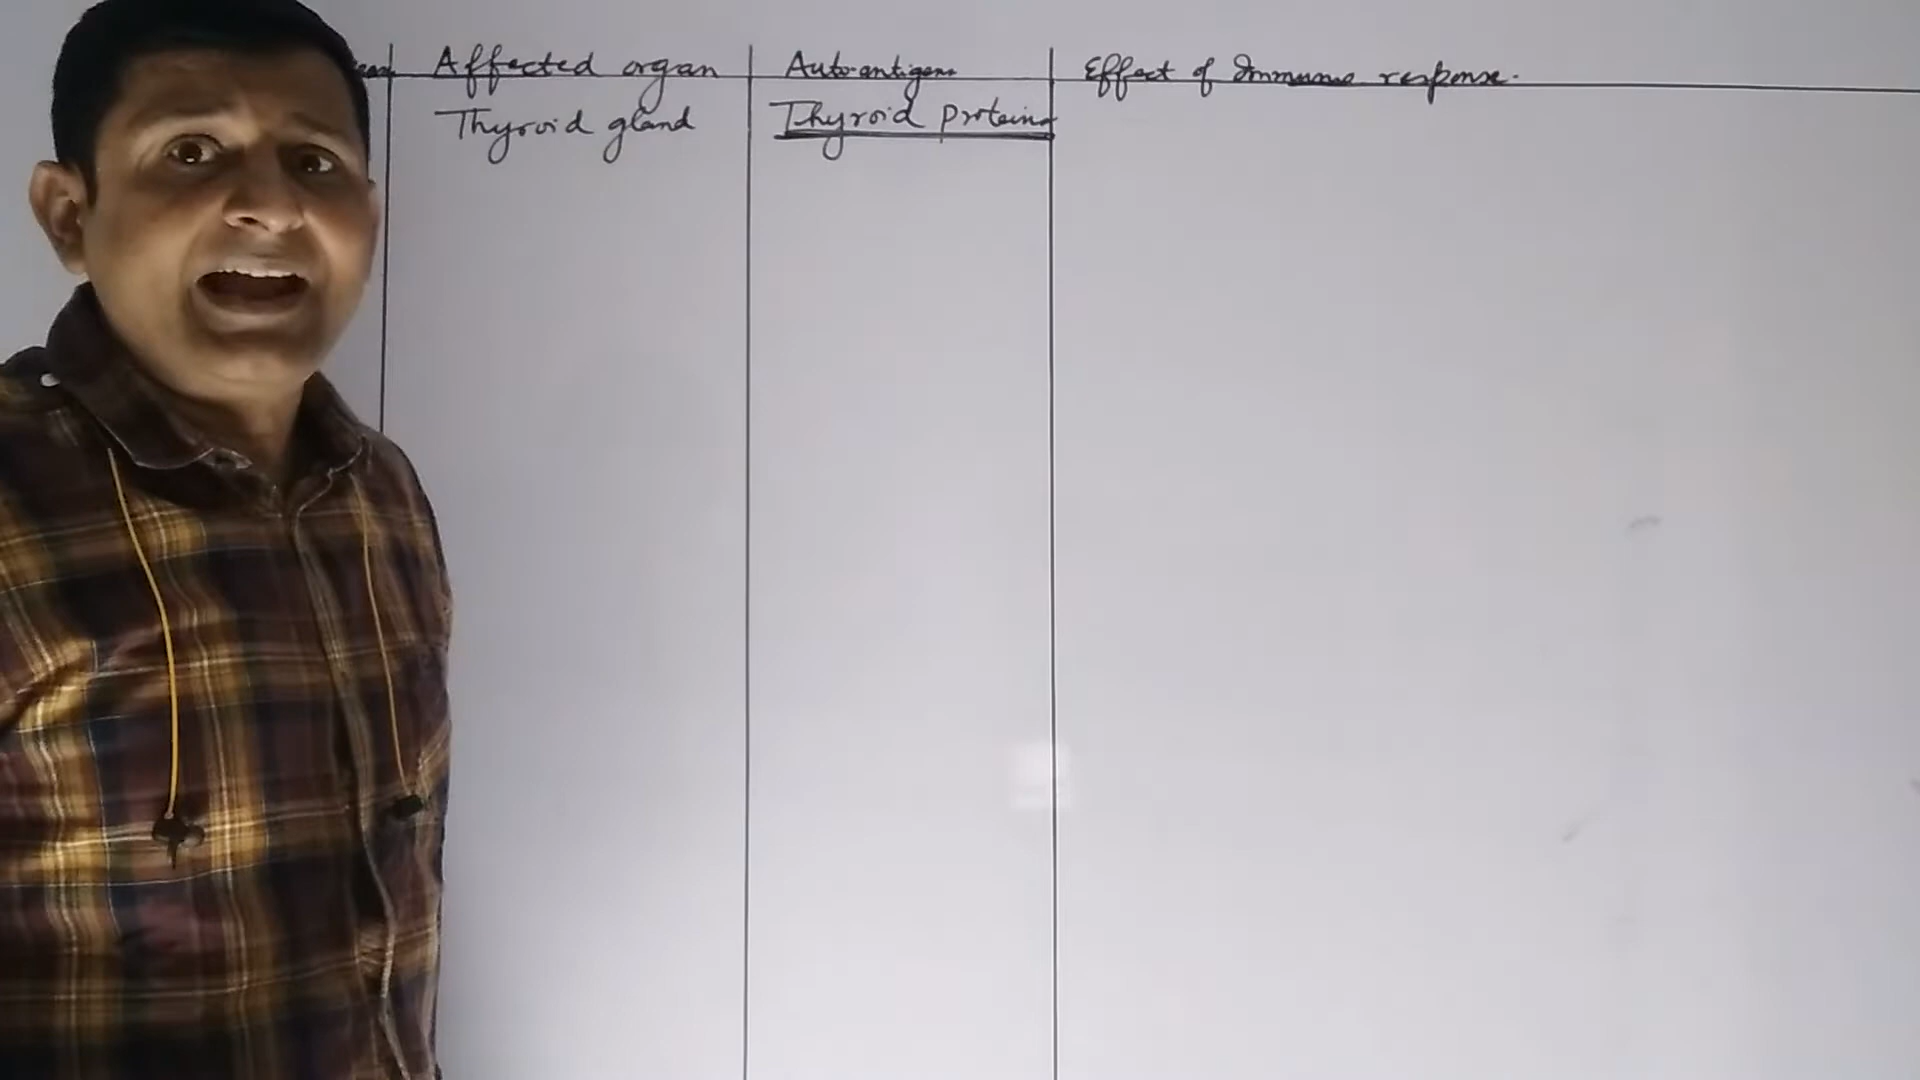 Affected organ Auto-antigens Effect of Immune response.
Thyroid gland Thyroid proteins